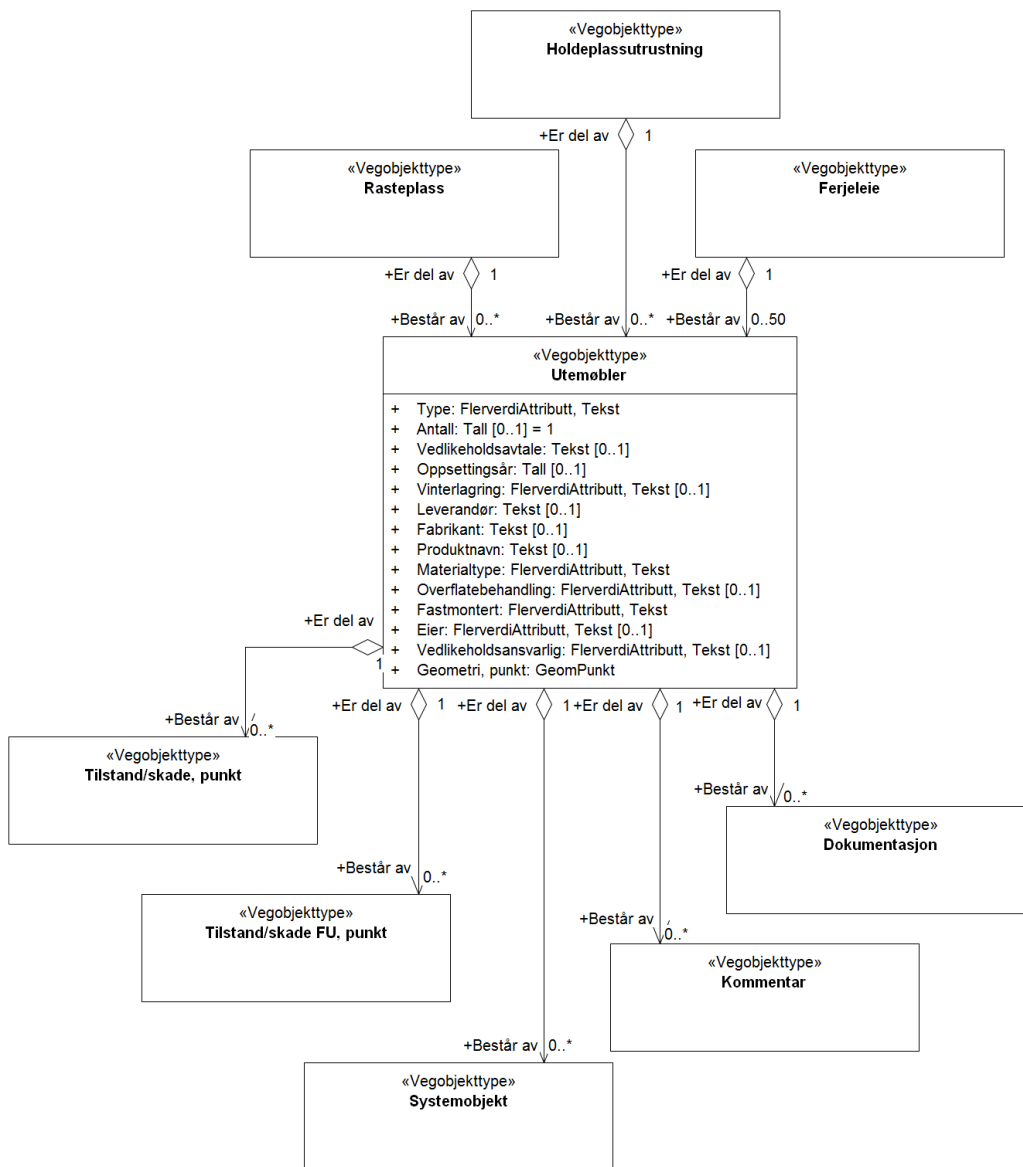 «Vegobjekttype»
Holdeplassutrustning
+Er del av 1
«Vegobjekttype»
Rasteplass
«Vegobjekttype»
Ferjeleie
+Er del av 1
+Er del av 1
+Består av 0..*
+Består av 0..*
+Består av 0..50
«Vegobjekttype»
Utemøbler
+ Type: FlerverdiAttributt, Tekst
+ Antall: Tall [0..1] = 1
+ Vedlikeholdsavtale: Tekst [0..1]
+ Oppsettingsår: Tall [0..1]
+ Vinterlagring: FlerverdiAttributt, Tekst [0..1]
+ Leverandør: Tekst [0..1]
+ Fabrikant: Tekst [0..1]
+ Produktnavn: Tekst [0..1]
+ Materialtype: FlerverdiAttributt, Tekst
+ Overflatebehandling: FlerverdiAttributt, Tekst [0..1]
+ Fastmontert: FlerverdiAttributt, Tekst
+ Eier: FlerverdiAttributt, Tekst [0..1]
+ Vedlikeholdsansvarlig: FlerverdiAttributt, Tekst [0..1]
+ Geometri, punkt: GeomPunkt
+Er del av
1
+Er del av 1
+Er del av 1
+Er del av 1
+Er del av 1
+Består av 0..*
«Vegobjekttype»
Tilstand/skade, punkt
+Består av 0..*
«Vegobjekttype»
Dokumentasjon
+Består av 0..*
«Vegobjekttype»
Tilstand/skade FU, punkt
+Består av 0..*
«Vegobjekttype»
Kommentar
+Består av 0..*
«Vegobjekttype»
Systemobjekt